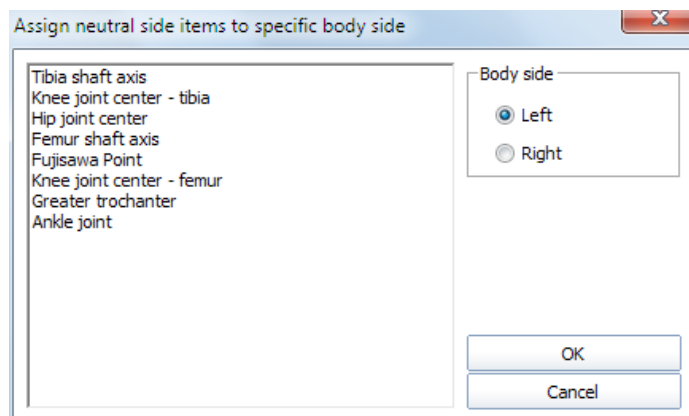 Assign neutral side items to specific body side
x
Tibia shaft axis
Knee joint center - tibia
Hip joint center
Femur shaft axis
Fujisawa Point
Knee joint center - femur
Greater trochanter
Ankle joint
Body side
Left
Right
OK
Cancel